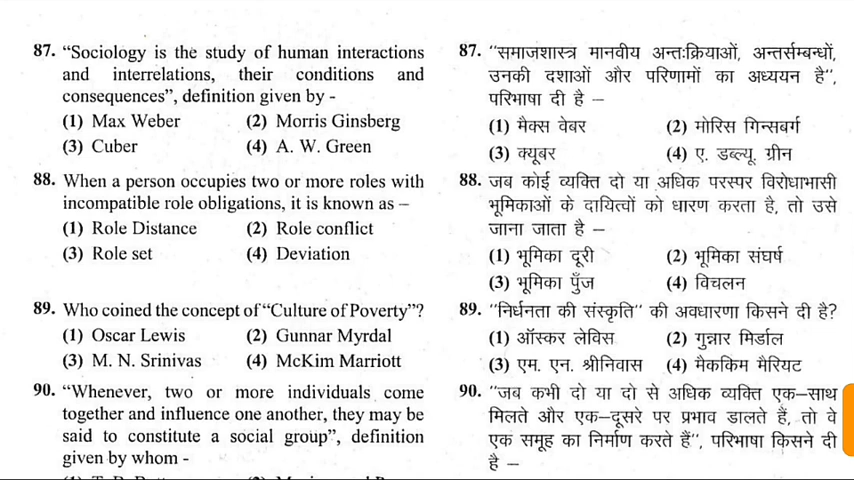 87. “Sociology is the study of human interactions
and interrelations, their conditions and
consequences”, definition given by -
(1) Max Weber (2) Morris Ginsberg
(3) Cuber (4) A. W. Green
88. When a person occupies two or more roles with
incompatible role obligations, it is known as –
(1) Role Distance (2) Role conflict
(3) Role set (4) Deviation
89. Who coined the concept of “Culture of Poverty”?
(1) Oscar Lewis (2) Gunnar Myrdal
(3) M. N. Srinivas (4) McKim Marriott
90. “Whenever, two or more individuals come
together and influence one another, they may be
said to constitute a social group”, definition
given by whom -
87. “समाजशास्त्र मानवीय अन्तःक्रियाओं, अन्तर्सम्बन्धों,
उनकी दशाओं और परिणामों का अध्ययन है”,
परिभाषा दी है –
(1) मैक्स वेबर (2) मोरिस गिन्सबर्ग
(3) क्यूबर (4) ए. डब्ल्यू. ग्रीन
88. जब कोई व्यक्ति दो या अधिक परस्पर विरोधाभासी
भूमिकाओं के दायित्वों को धारण करता है, तो उसे
जाना जाता है –
(1) भूमिका दूरी (2) भूमिका संघर्ष
(3) भूमिका पुँज (4) विचलन
89. “निर्धनता की संस्कृति” की अवधारणा किसने दी है?
(1) ऑस्कर लेविस (2) गुन्नार मिर्डाल
(3) एम. एन. श्रीनिवास (4) मैककिम मैरियट
90. “जब कभी दो या दो से अधिक व्यक्ति एक–साथ
मिलते और एक–दूसरे पर प्रभाव डालते हैं, तो वे
एक समूह का निर्माण करते हैं”, परिभाषा किसने दी
है –